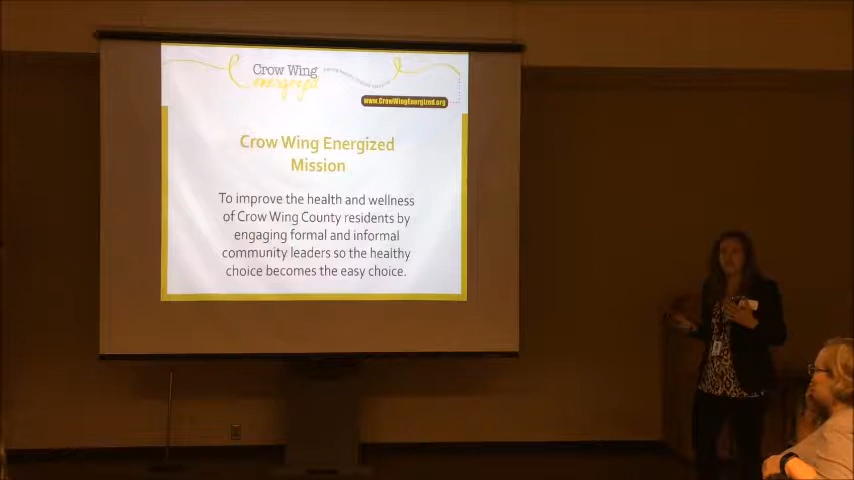 Crow Wing
energized
www.CrowWingEnergized.org
Crow Wing Energized
Mission
To improve the health and wellness
of Crow Wing County residents by
engaging formal and informal
community leaders so the healthy
choice becomes the easy choice.